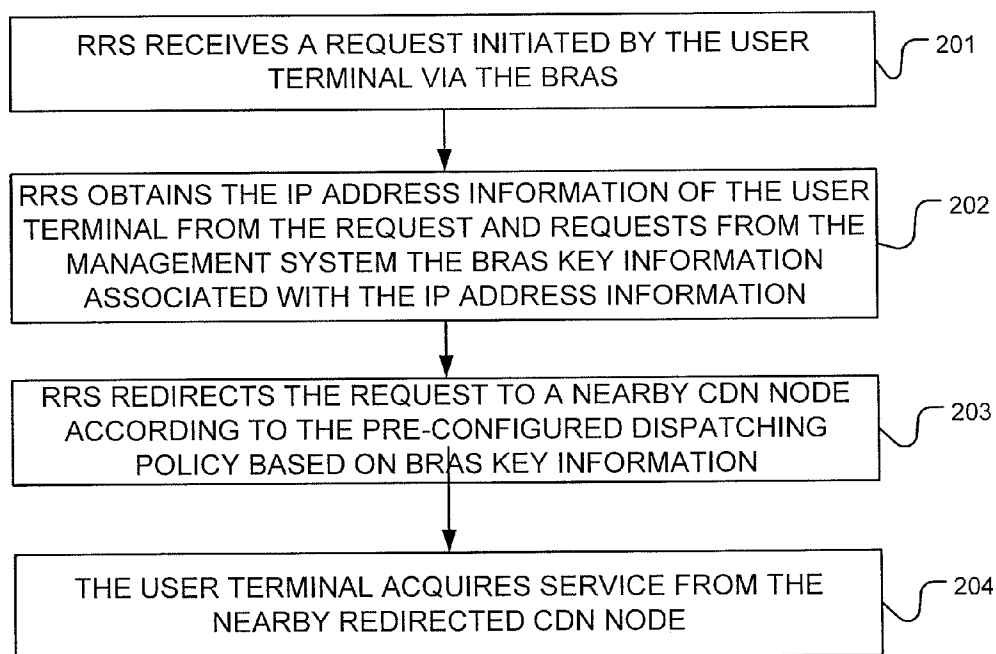 RRS RECEIVES A REQUEST INITIATED BY THE USER
TERMINAL VIA THE BRAS
201
RRS OBTAINS THE IP ADDRESS INFORMATION OF THE USER
TERMINAL FROM THE REQUEST AND REQUESTS FROM THE
MANAGEMENT SYSTEM THE BRAS KEY INFORMATION
ASSOCIATED WITH THE IP ADDRESS INFORMATION
202
RRS REDIRECTS THE REQUEST TO A NEARBY CDN NODE
ACCORDING TO THE PRE-CONFIGURED DISPATCHING
POLICY BASED ON BRAS KEY INFORMATION
203
THE USER TERMINAL ACQUIRES SERVICE FROM THE
NEARBY REDIRECTED CDN NODE
204